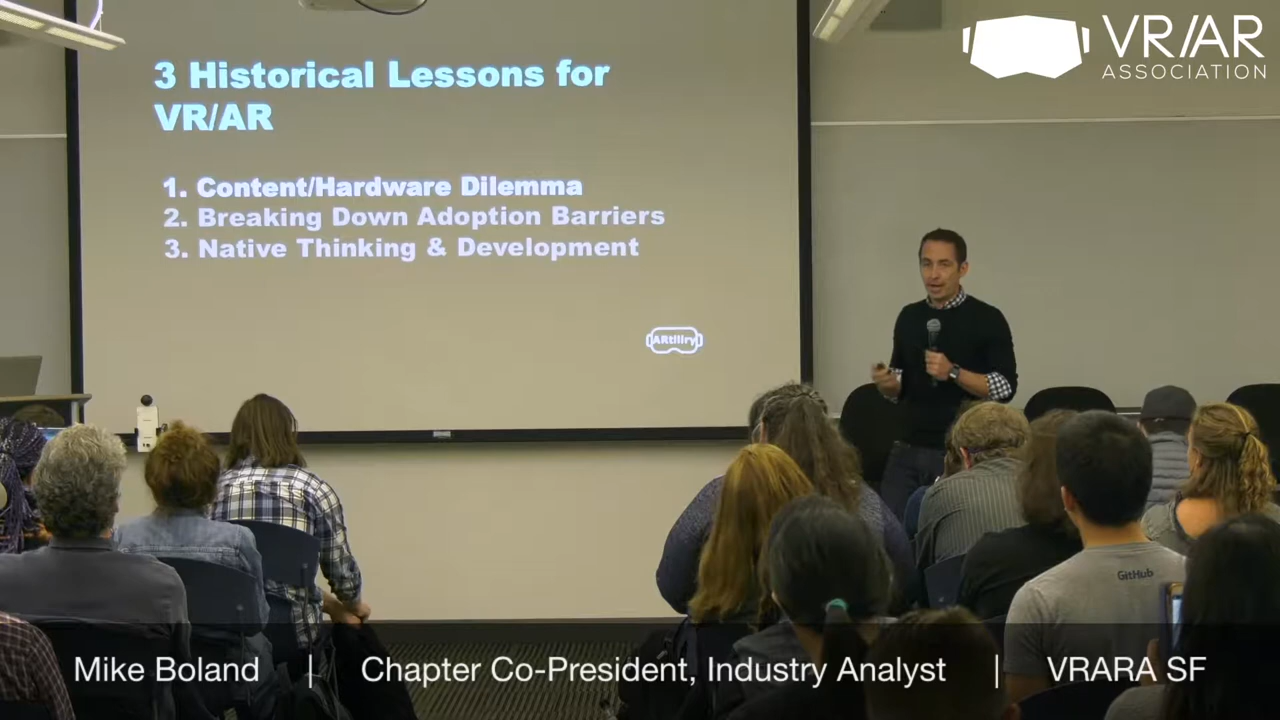 3 Historical Lessons for
VR/AR
1. Content/Hardware Dilemma
2. Breaking Down Adoption Barriers
3. Native Thinking & Development
ARtillry
VR/AR
ASSOCIATION
GitHub
Mike Boland | Chapter Co-President, Industry Analyst | VRARA SF